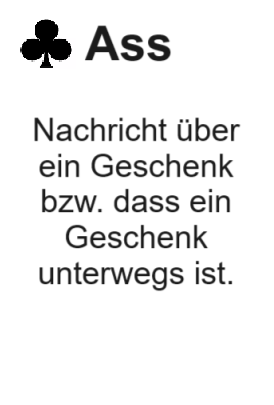 ♣ Ass
Nachricht über
ein Geschenk
bzw. dass ein
Geschenk
unterwegs ist.